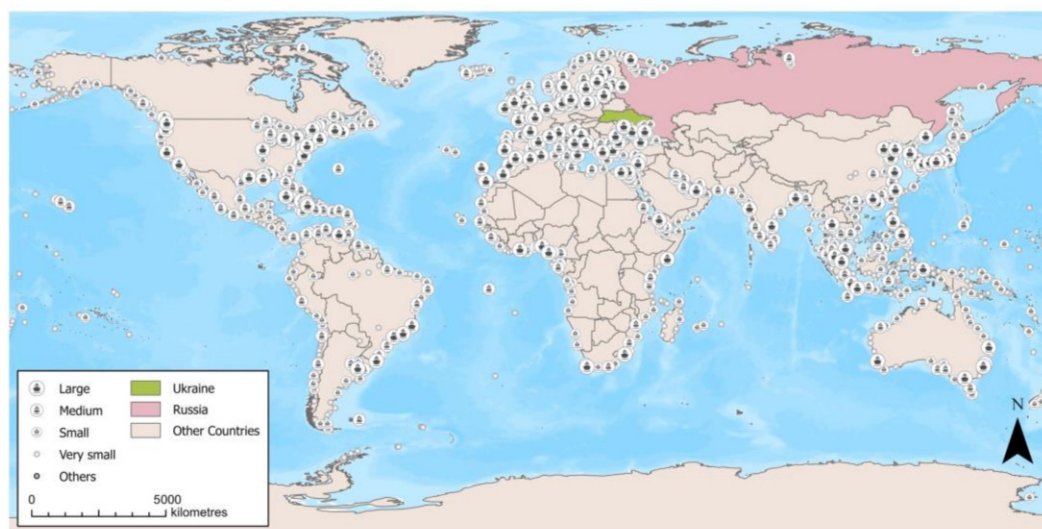 N
Large
Ukraine
Medium
Russia
Small
Other Countries
Very small
Others
0
5000
kilometres